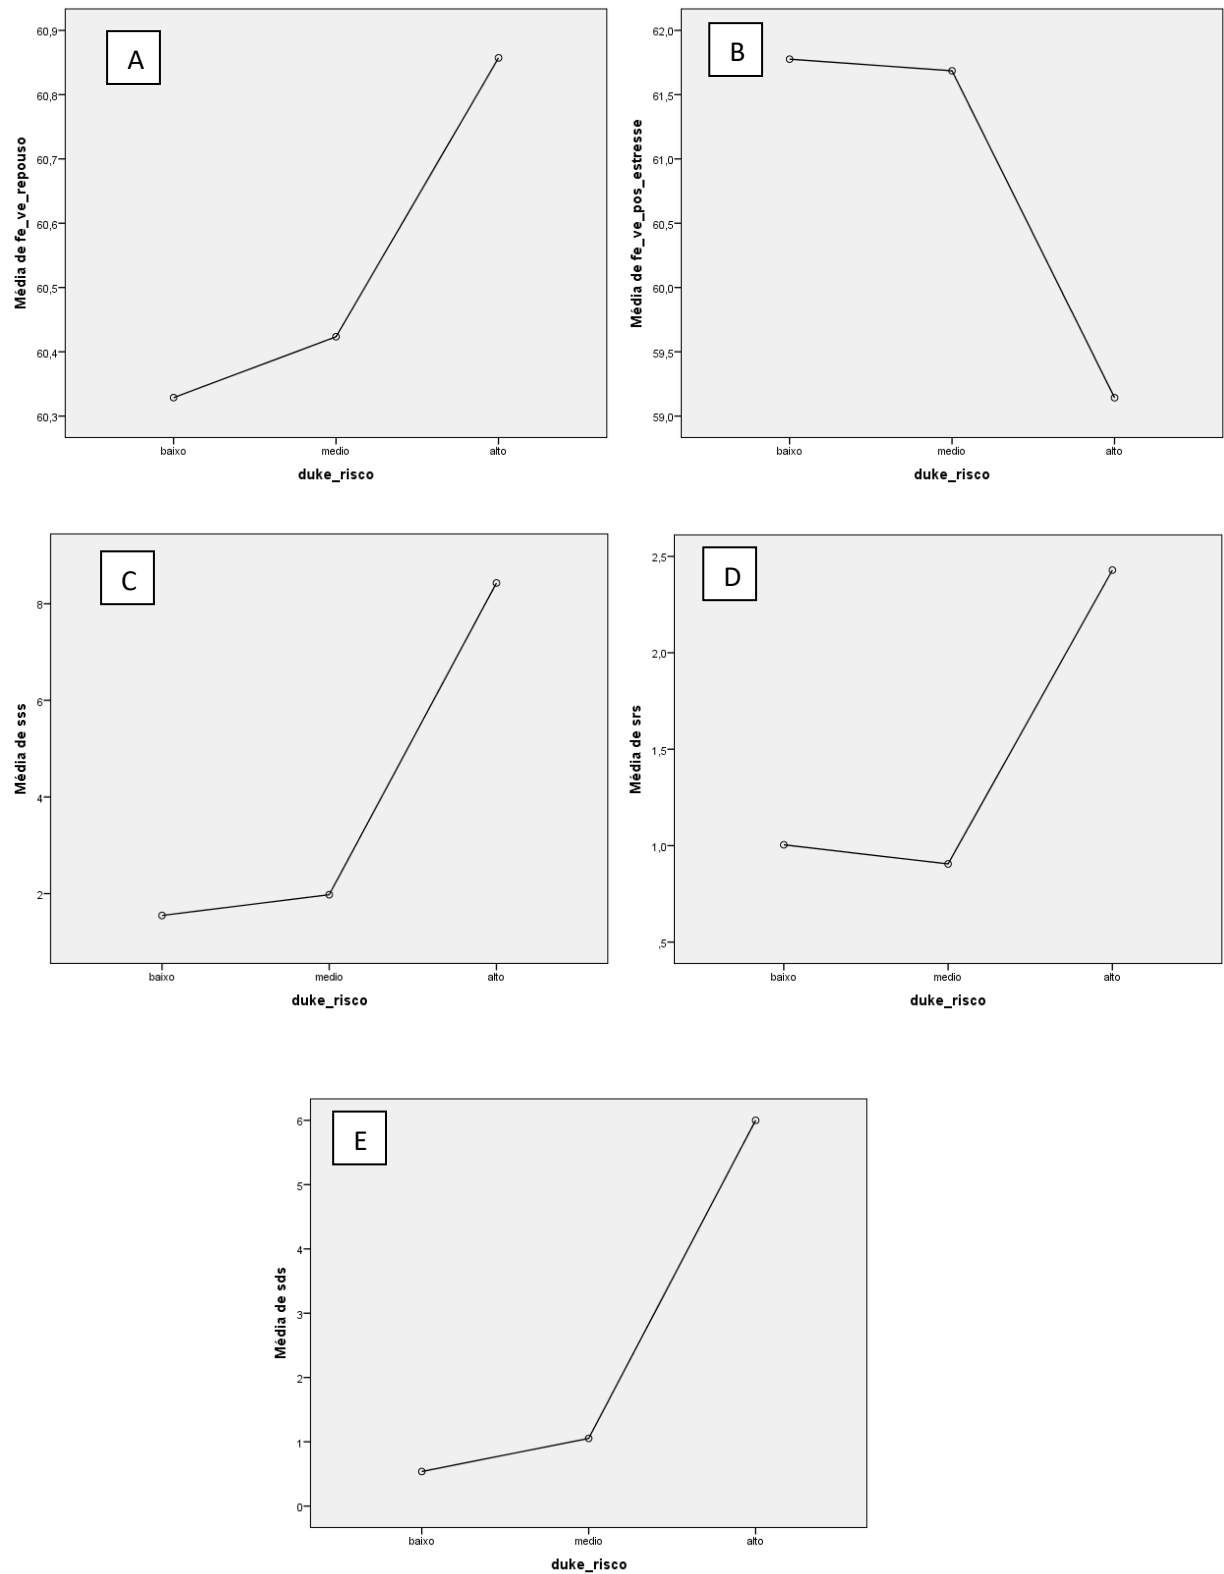 A
60,9
60,8
60,7
60,6
60,5
60,4
60,3
Média de fe_ve_repouso
baixo medio alto
duke_risco
B
62,0
61,5
61,0
60,5
60,0
59,5
59,0
Média de fe_ve_pos_estresse
baixo medio alto
duke_risco
C
8
6
4
2
Média de sss
baixo medio alto
duke_risco
D
2,5
2,0
1,5
1,0
,5
Média de srs
baixo medio alto
duke_risco
E
6
5
4
3
2
1
0
Média de sds
baixo medio alto
duke_risco